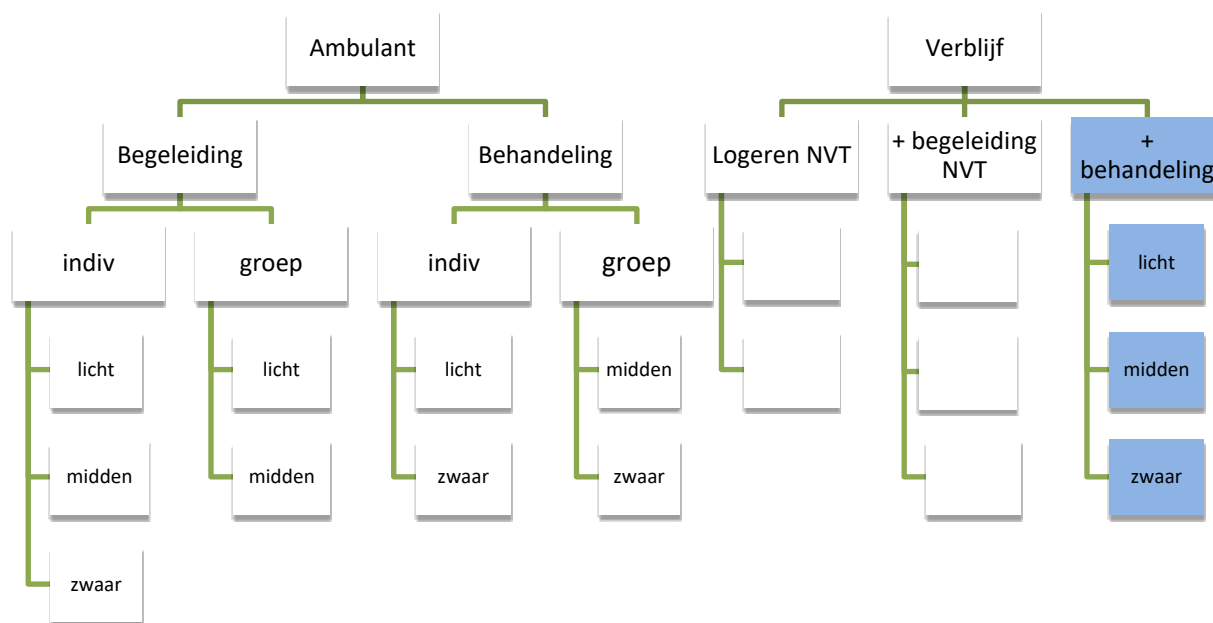 Ambulant
Verblijf
Begeleiding
Behandeling
Logeren NVT
+ begeleiding
NVT
+
behandeling
indiv
groep
indiv
groep
licht
licht
licht
licht
midden
midden
midden
midden
zwaar
zwaar
zwaar
zwaar